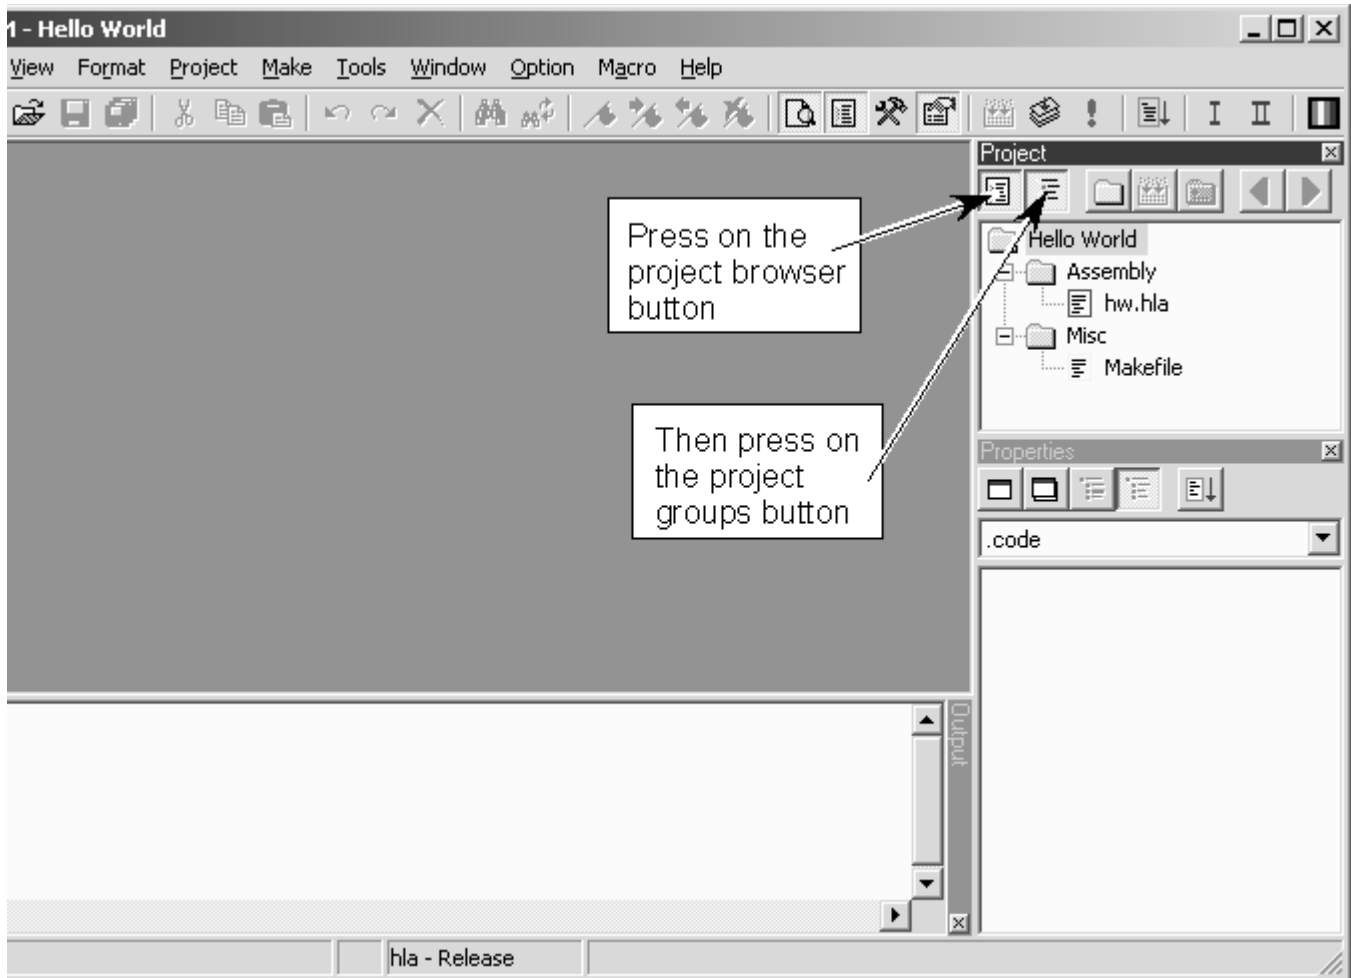 1 - Hello World
View Format Project Make Tools Window Option Macro Help
Project
Press on the
project browser
button
Hello World
Assembly
hw.hla
Misc
Makefile
Then press on
the project
groups button
Properties
.code
Output
hla - Release